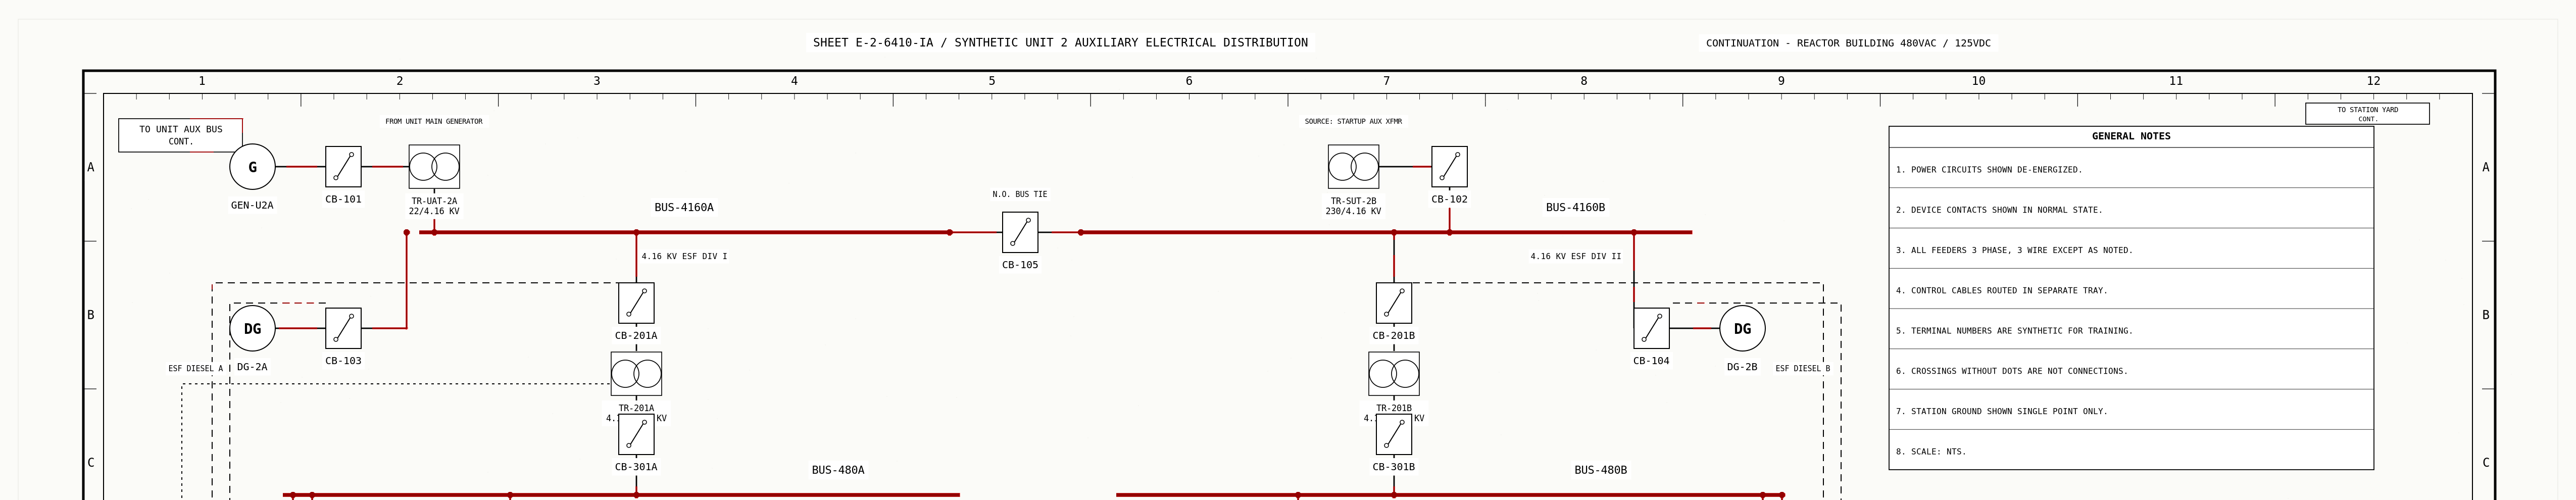 SHEET E-2-6410-IA / SYNTHETIC UNIT 2 AUXILIARY ELECTRICAL DISTRIBUTION
CONTINUATION - REACTOR BUILDING 480VAC / 125VDC
1 2 3 4 5 6 7 8 9 10 11 12
TO STATION YARD
CONT.
TO UNIT AUX BUS
CONT.
FROM UNIT MAIN GENERATOR
SOURCE: STARTUP AUX XFMR
A
A
G
GEN-U2A
CB-101
TR-UAT-2A
22/4.16 KV
BUS-4160A
N.O. BUS TIE
CB-105
TR-SUT-2B
230/4.16 KV
CB-102
BUS-4160B
4.16 KV ESF DIV I
4.16 KV ESF DIV II
B
B
DG
DG-2A
CB-103
ESF DIESEL A
CB-201A
TR-201A
4.
KV
CB-301A
CB-201B
TR-201B
4.
KV
CB-301B
CB-104
DG
DG-2B
ESF DIESEL B
C
C
BUS-480A
BUS-480B
GENERAL NOTES
1. POWER CIRCUITS SHOWN DE-ENERGIZED.
2. DEVICE CONTACTS SHOWN IN NORMAL STATE.
3. ALL FEEDERS 3 PHASE, 3 WIRE EXCEPT AS NOTED.
4. CONTROL CABLES ROUTED IN SEPARATE TRAY.
5. TERMINAL NUMBERS ARE SYNTHETIC FOR TRAINING.
6. CROSSINGS WITHOUT DOTS ARE NOT CONNECTIONS.
7. STATION GROUND SHOWN SINGLE POINT ONLY.
8. SCALE: NTS.